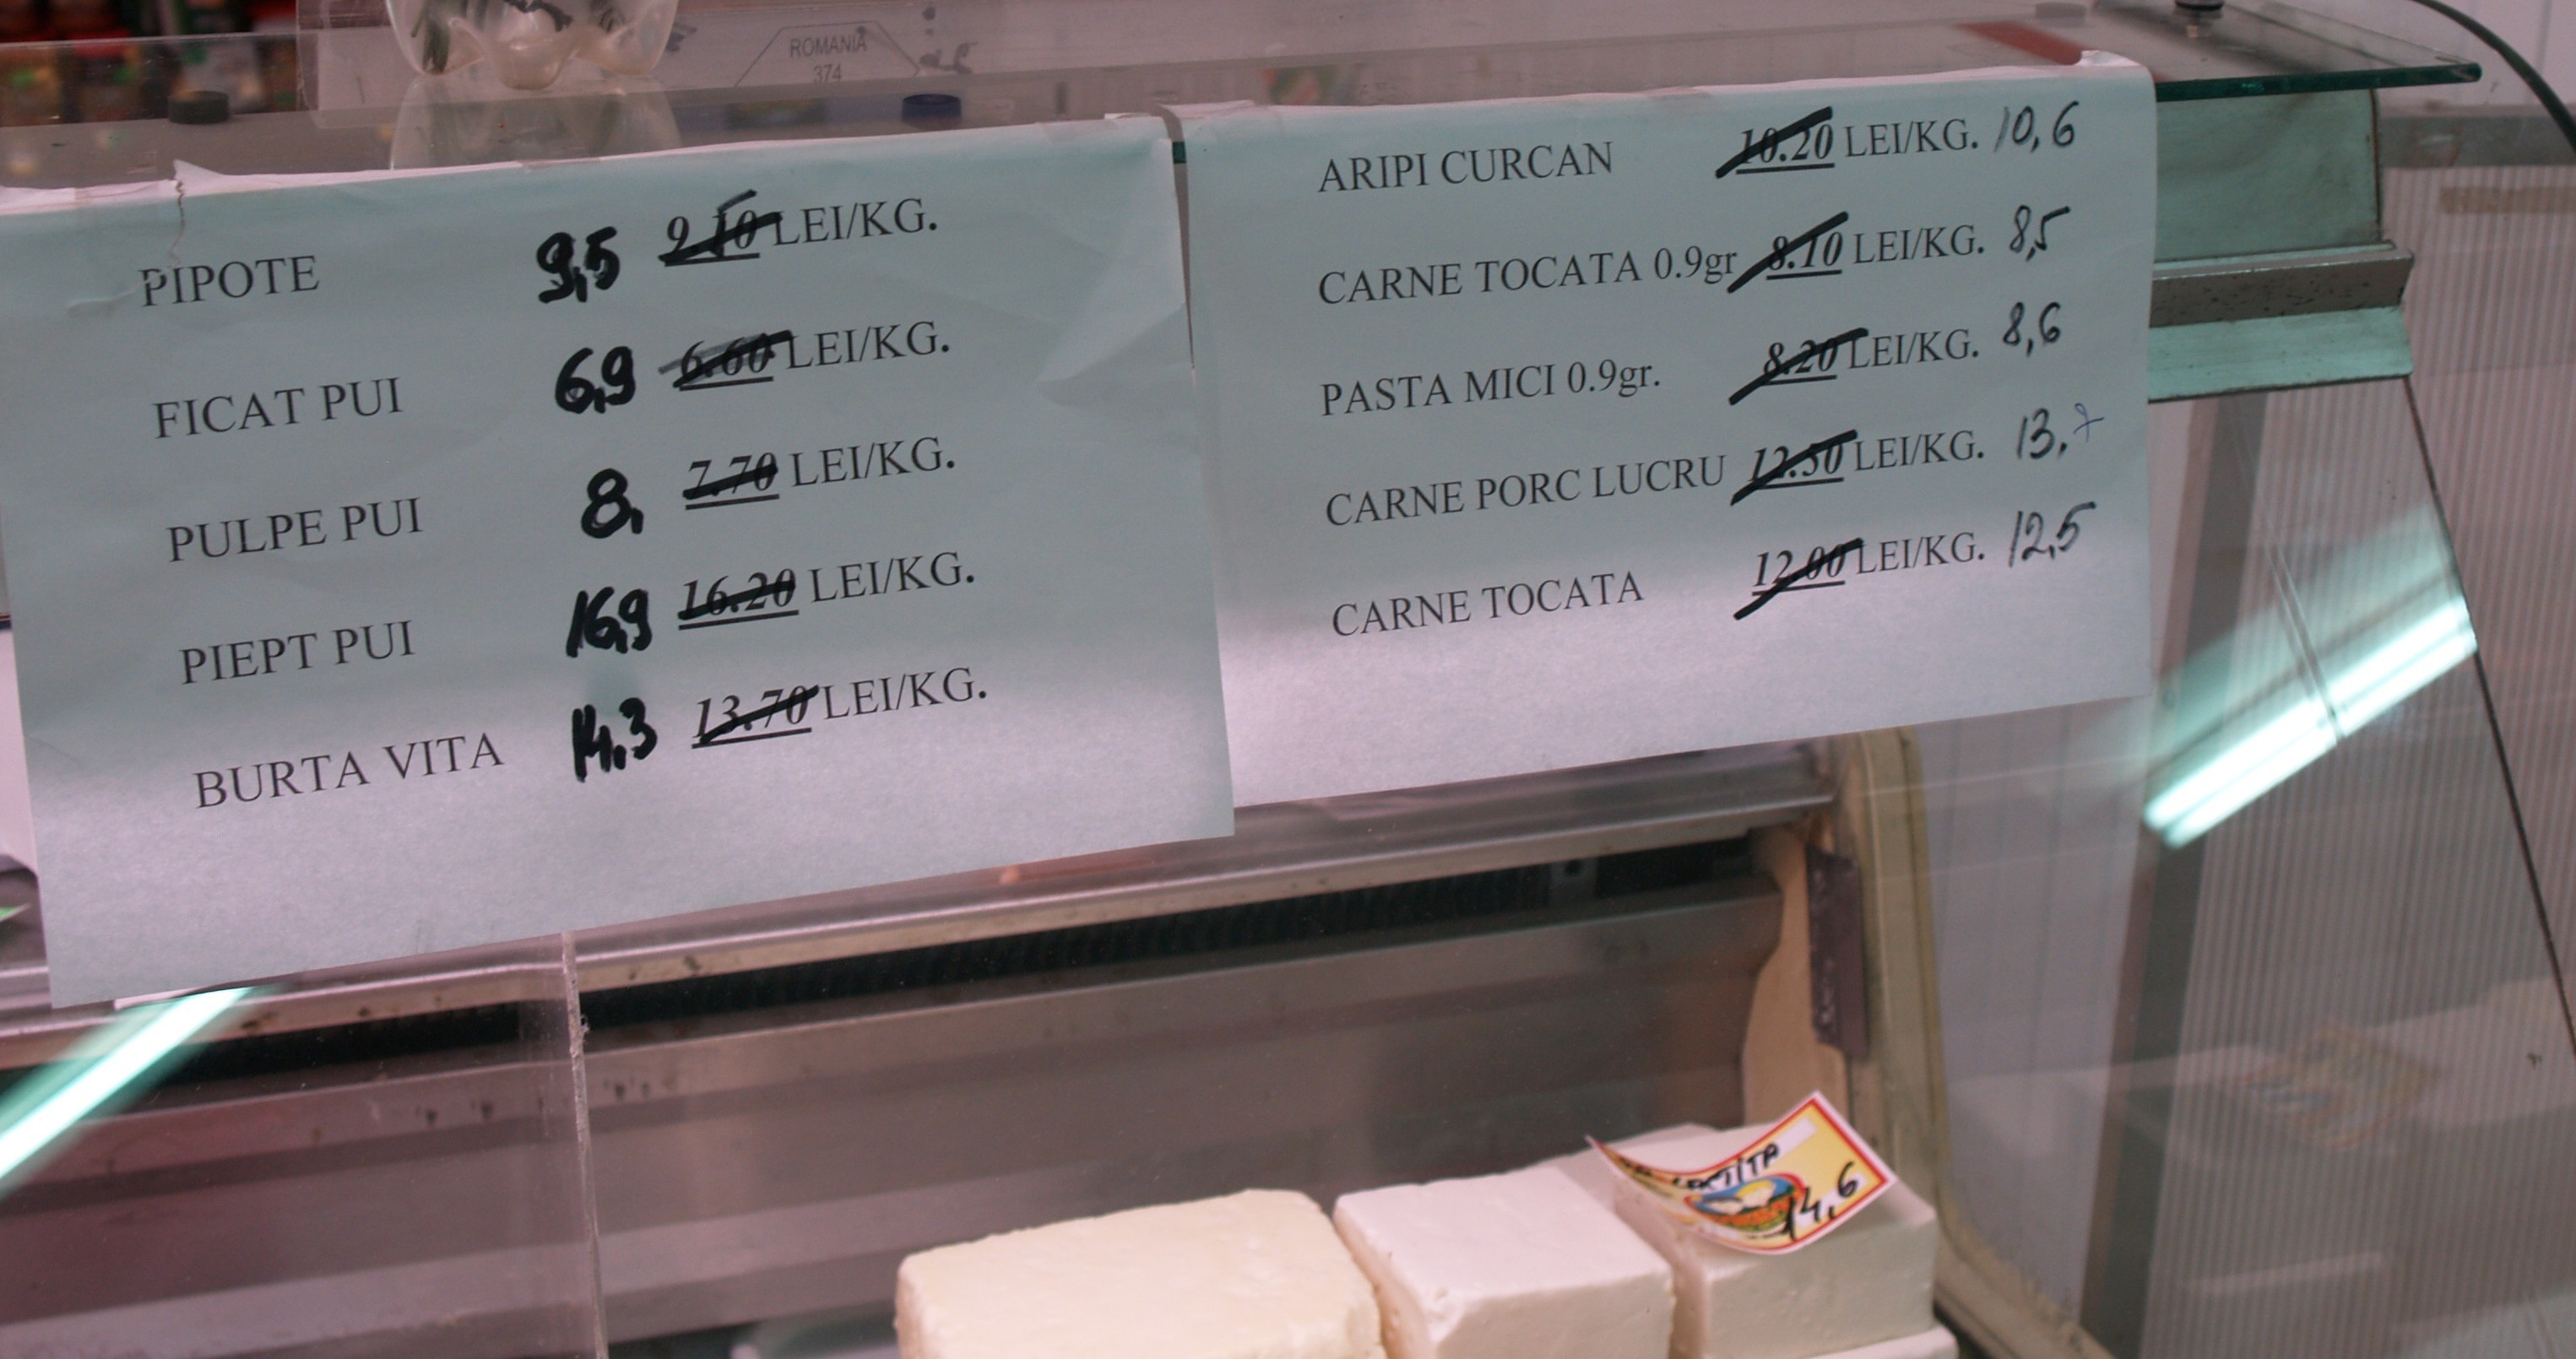 ROMANIA
374
PIPOTE 9,5 9.10 LEI/KG.
FICAT PUI 6,9 6.60 LEI/KG.
PULPE PUI 8, 7.70 LEI/KG.
PIEPT PUI 16,9 16.20 LEI/KG.
BURTA VITA 14,3 13.70 LEI/KG.
ARIPI CURCAN 10.20 LEI/KG. 10,6
CARNE TOCATA 0.9gr 8.10 LEI/KG. 8,5
PASTA MICI 0.9gr. 8.20 LEI/KG. 8,6
CARNE PORC LUCRU 12.50 LEI/KG. 13,
CARNE TOCATA 12.00 LEI/KG. 12,5
14,6